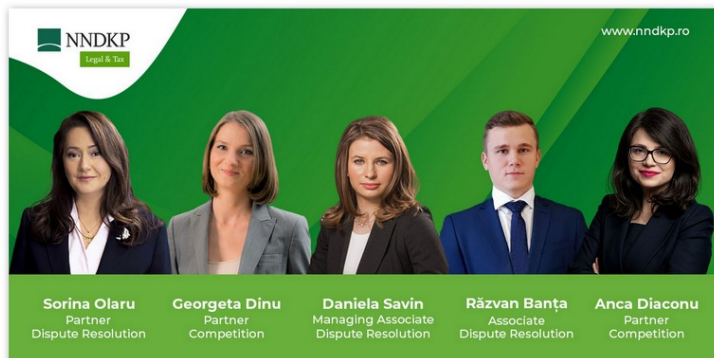 NNDKP
Legal & Tax
www.nndkp.ro
Sorina Olaru
Partner
Dispute Resolution
Georgeta Dinu
Partner
Competition
Daniela Savin
Managing Associate
Dispute Resolution
Răzvan Banța
Associate
Dispute Resolution
Anca Diaconu
Partner
Competition